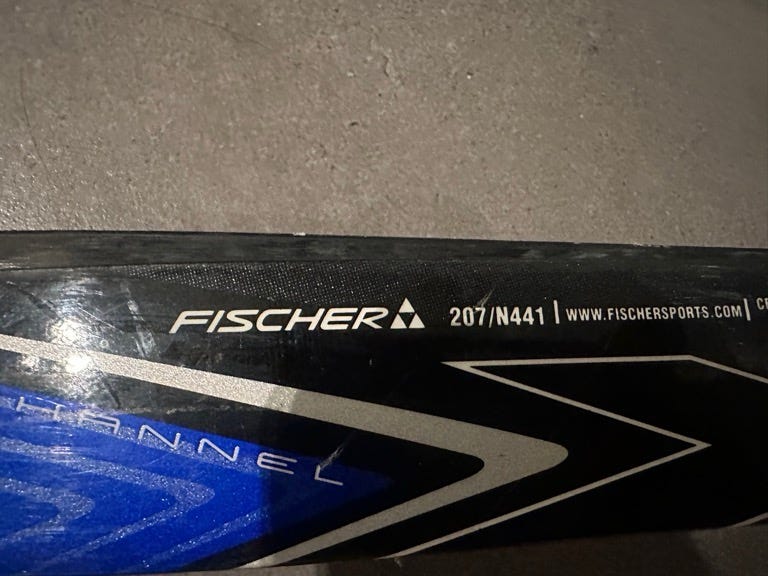 FISCHER 207/N441 | WWW.FISCHERSPORTS.COM |
HANNEL